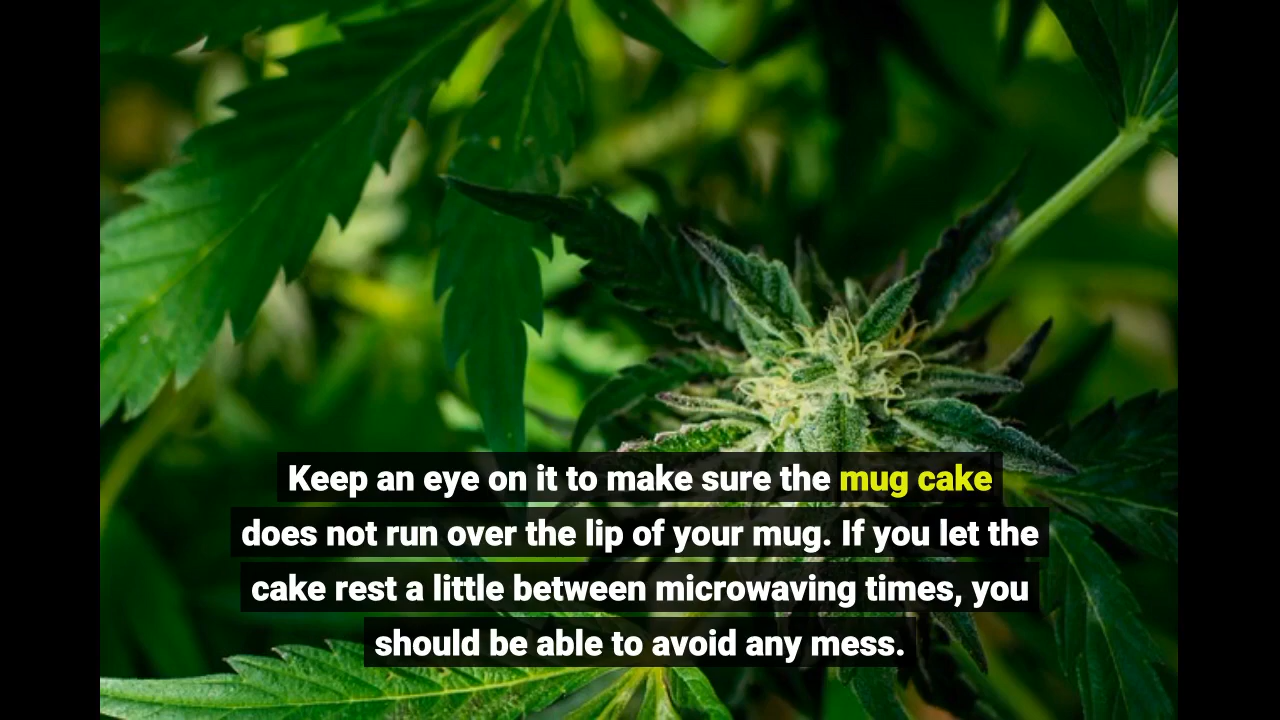 Keep an eye on it to make sure the mug cake
does not run over the lip of your mug. If you let the
cake rest a little between microwaving times, you
should be able to avoid any mess.